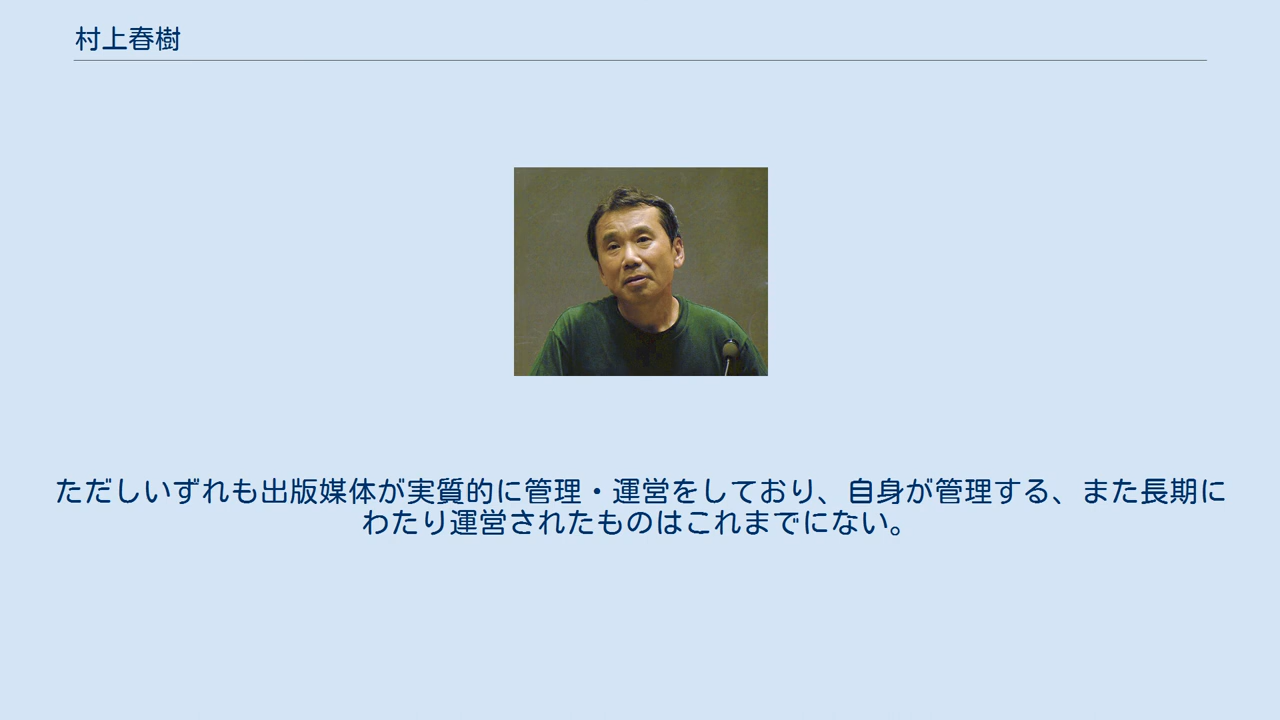 村上春樹
ただしいずれも出版媒体が実質的に管理・運営をしており、自身が管理する、また長期に
わたり運営されたものはこれまでにない。